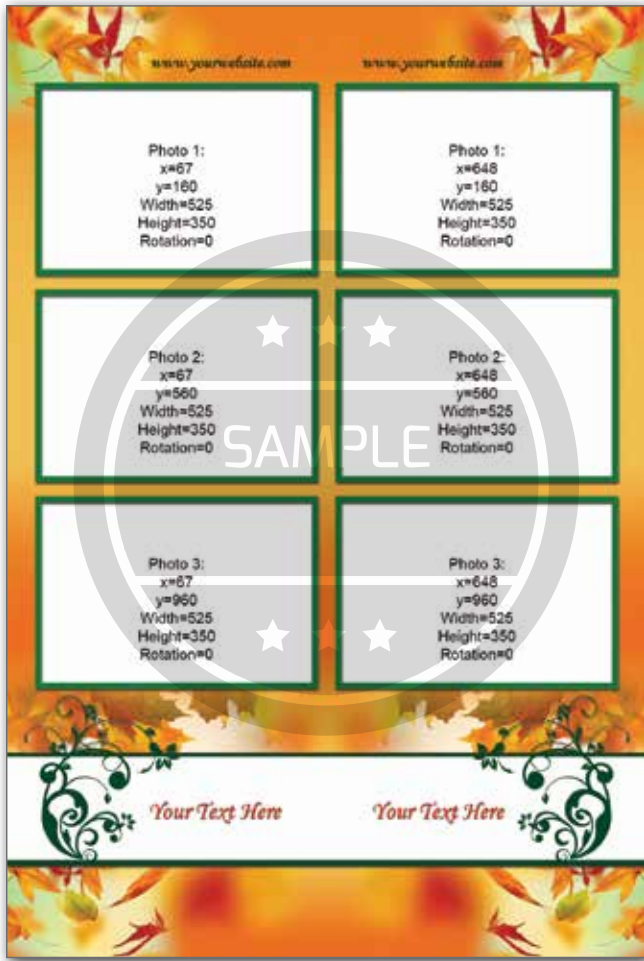 www.yourwebsite.com
www.yourwebsite.com
Photo 1:
x=67
y=160
Width=525
Height=350
Rotation=0
Photo 1:
x=648
y=160
Width=525
Height=350
Rotation=0
Photo 2:
x=67
y=560
Width=525
Height=350
Rotation=0
Photo 2:
x=648
y=560
Width=525
Height=350
Rotation=0
SAMPLE
Photo 3:
x=67
y=960
Width=525
Height=350
Rotation=0
Photo 3:
x=648
y=960
Width=525
Height=350
Rotation=0
Your Text Here
Your Text Here